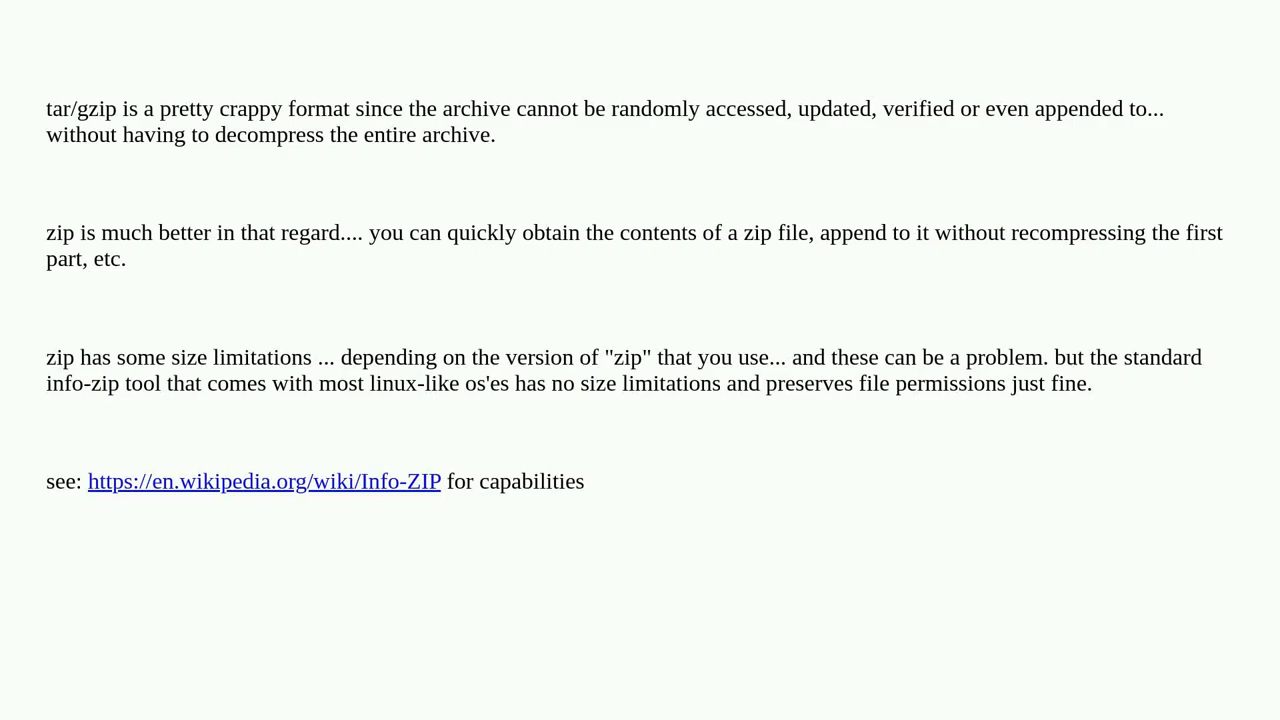 tar/gzip is a pretty crappy format since the archive cannot be randomly accessed, updated, verified or even appended to...
without having to decompress the entire archive.
zip is much better in that regard.... you can quickly obtain the contents of a zip file, append to it without recompressing the first
part, etc.
zip has some size limitations ... depending on the version of "zip" that you use... and these can be a problem. but the standard
info-zip tool that comes with most linux-like os'es has no size limitations and preserves file permissions just fine.
see: https://en.wikipedia.org/wiki/Info-ZIP for capabilities